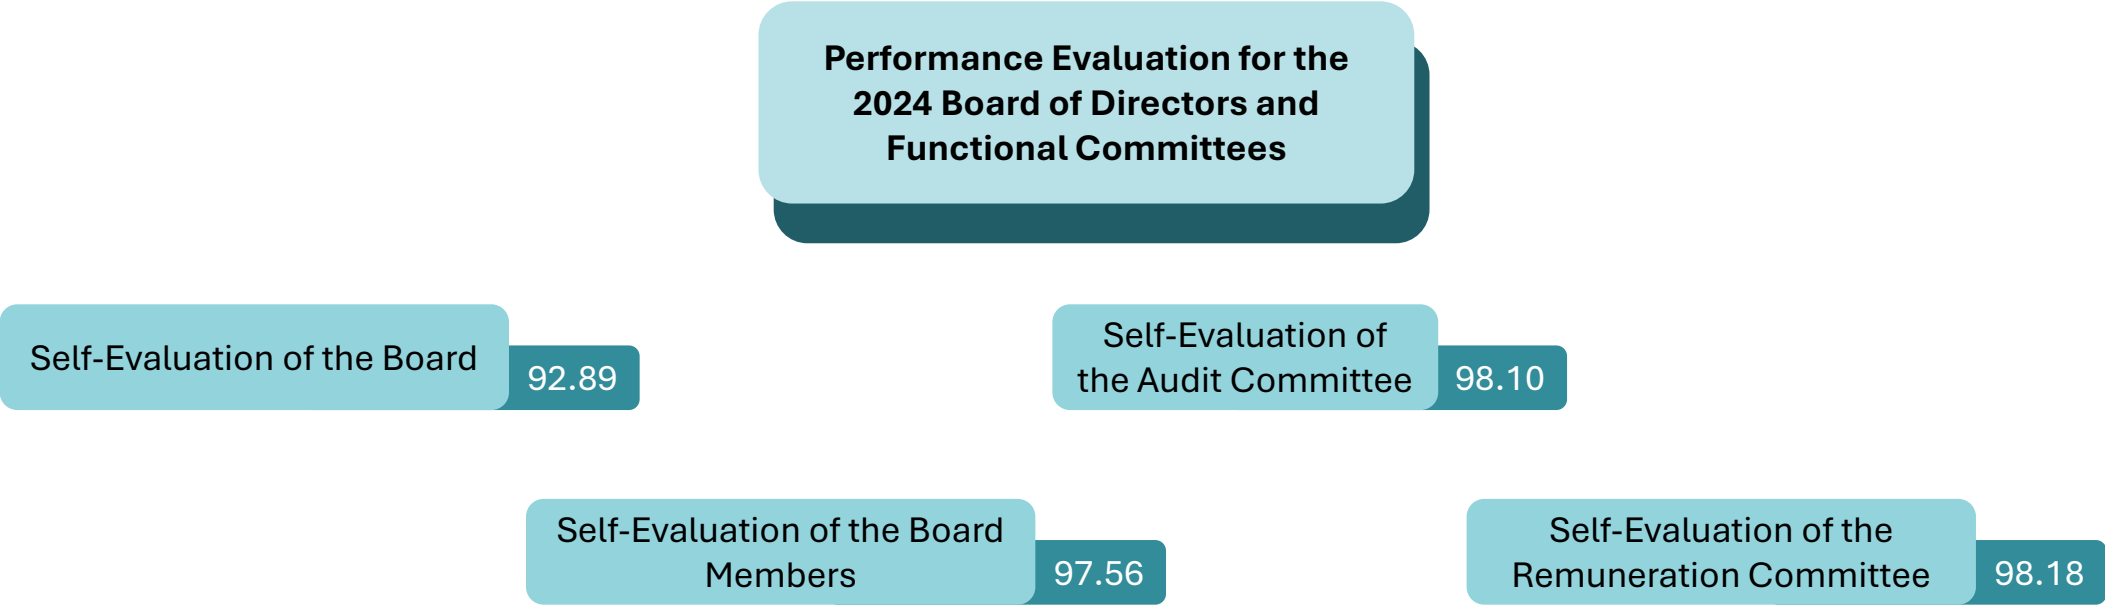 Performance Evaluation for the
2024 Board of Directors and
Functional Committees
Self-Evaluation of the Board
92.89
Self-Evaluation of
the Audit Committee
98.10
Self-Evaluation of the Board
Members
97.56
Self-Evaluation of the
Remuneration Committee
98.18